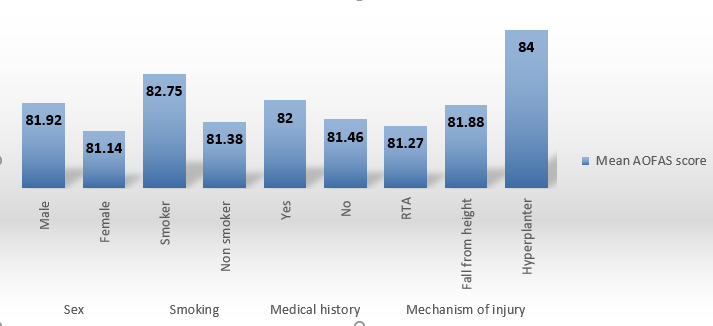 84
82.75
81.92
82
81.88
81.38
81.46
81.27
81.14
Mean AOFAS score
Male
Female
Smoker
Non smoker
Yes
No
RTA
Fall from height
Hyperplanter
Sex
Smoking
Medical history
Mechanism of injury